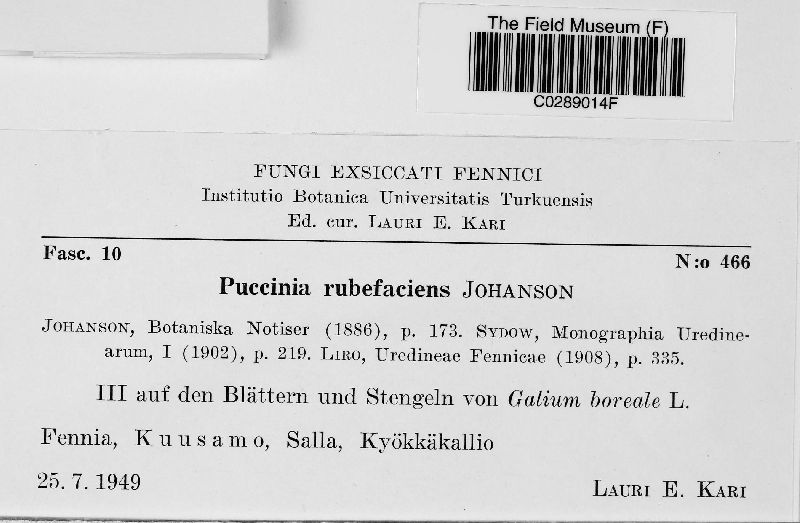 The Field Museum (F)
C0289014F
FUNGI EXSICCATI FENNICI
Institutio Botanica Universitatis Turkuensis
Ed. cur. LAURI E. KARI
Fasc. 10 N:o 466
Puccinia rubefaciens JOHANSON
JOHANSON, Botaniska Notiser (1886), p. 173. SYDOW, Monographia Uredine-
arum, I (1902), p. 219. LIRO, Uredineae Fennicae (1908), p. 335.
III auf den Blättern und Stengeln von Galium boreale L.
Fennia, Kuusamo, Salla, Kyökkäkallio
25. 7. 1949 LAURI E. KARI